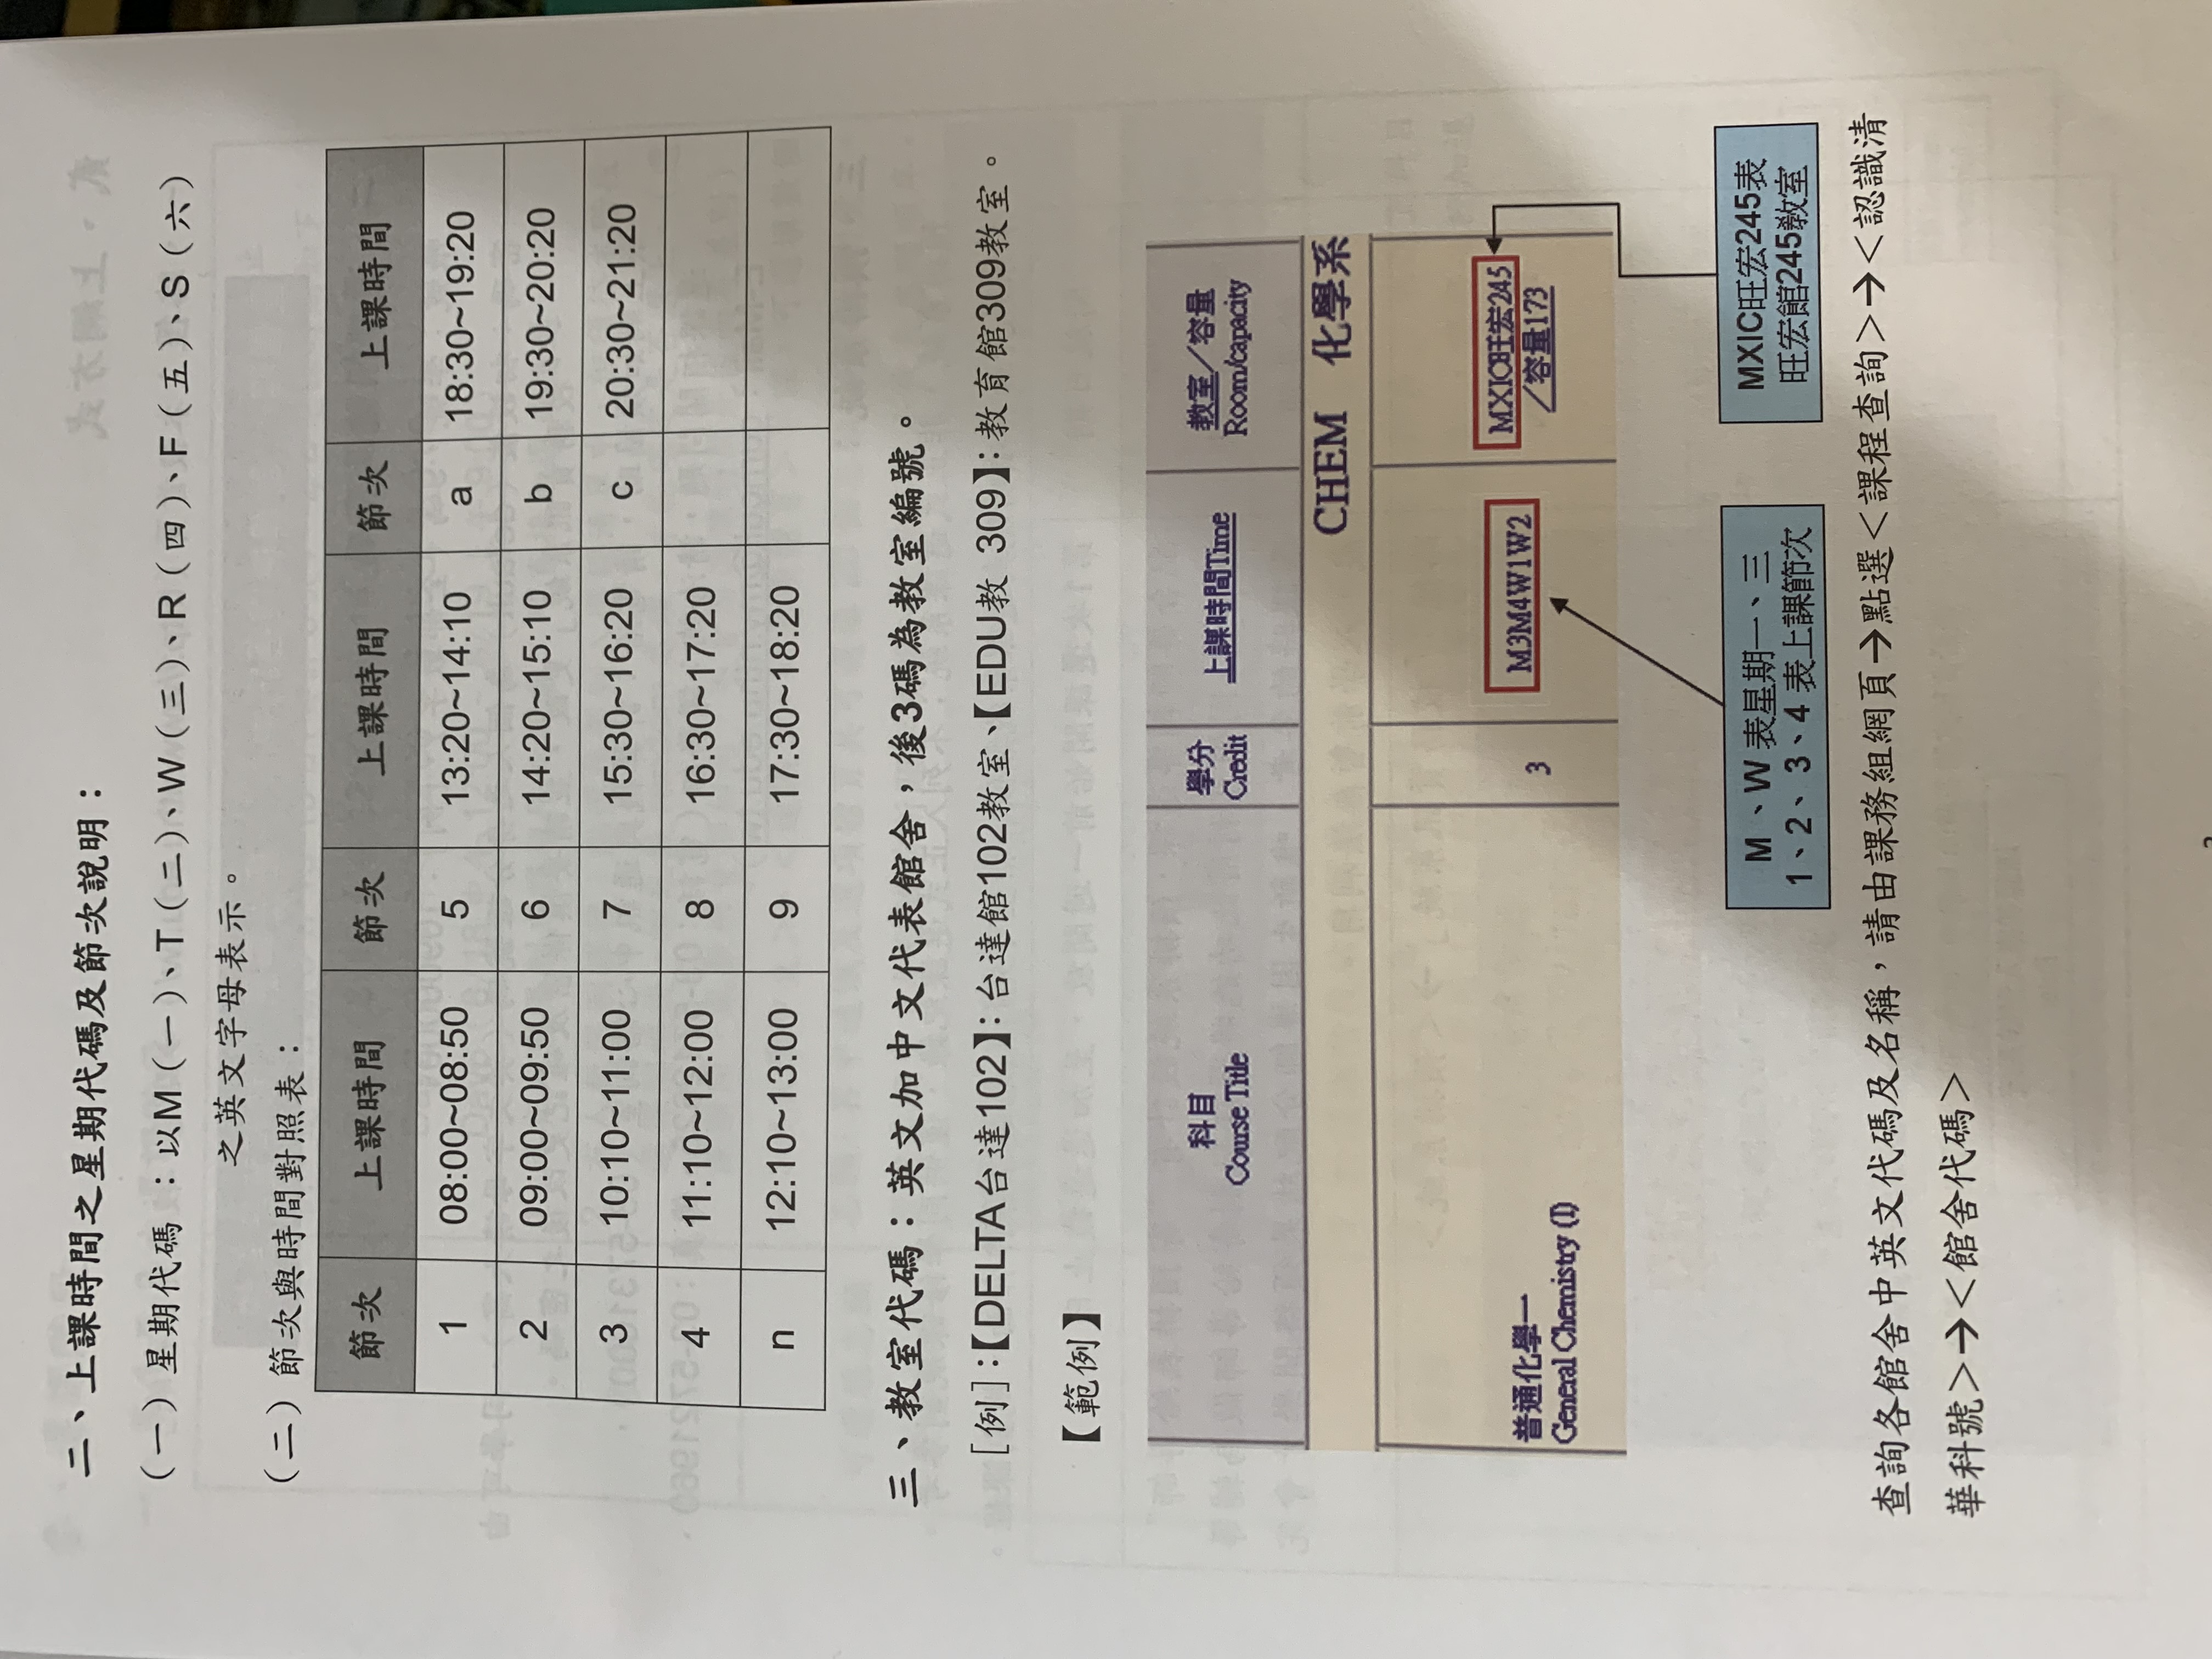 二、上課時間之星期代碼及節次說明：
（一）星期代碼 ：以M（一）、T（二）、W（三）、R（四）、F（五）、S（六）
之英文字母表示。
（二）節次與時間對照表：
節次 上課時間 節次 上課時間 節次 上課時間
1 08:00~08:50 5 13:20~14:10 a 18:30~19:20
2 09:00~09:50 6 14:20~15:10 b 19:30~20:20
3 10:10~11:00 7 15:30~16:20 c 20:30~21:20
4 11:10~12:00 8 16:30~17:20
n 12:10~13:00 9 17:30~18:20
三、教室代碼：英文加中文代表館舍，後3碼為教室編號。
［例］：【DELTA台達102】：台達館102教室、【EDU教 309】：教育館309教室。
【範例】
科目 學分 上課時間Time 教室／容量
Course Title Credit Room/capacity
CHEM 化學系
普通化學一 3 M3M4W1W2 MXIC旺宏245
General Chemistry (I) ／容量173
M 、W 表星期一、三
1、2、 3、4 表上課節次
MXIC旺宏245表
旺宏館245教室
查詢各館舍中英文代碼及名稱，請由課務組網頁→點選＜課程查詢＞→＜認識清
華科號＞→＜館舍代碼＞